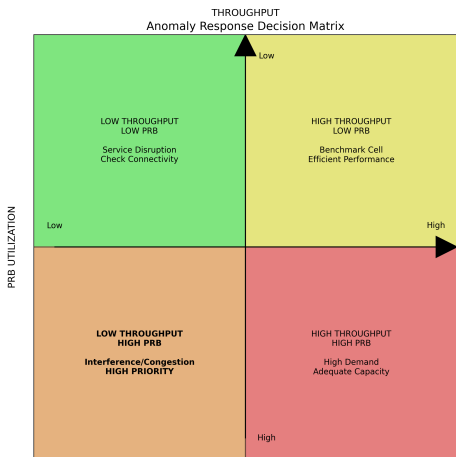 THROUGHPUT
Anomaly Response Decision Matrix
Low
LOW THROUGHPUT
LOW PRB
Service Disruption
Check Connectivity
HIGH THROUGHPUT
LOW PRB
Benchmark Cell
Efficient Performance
PRB UTILIZATION
Low
High
LOW THROUGHPUT
HIGH PRB
Interference/Congestion
HIGH PRIORITY
HIGH THROUGHPUT
HIGH PRB
High Demand
Adequate Capacity
High